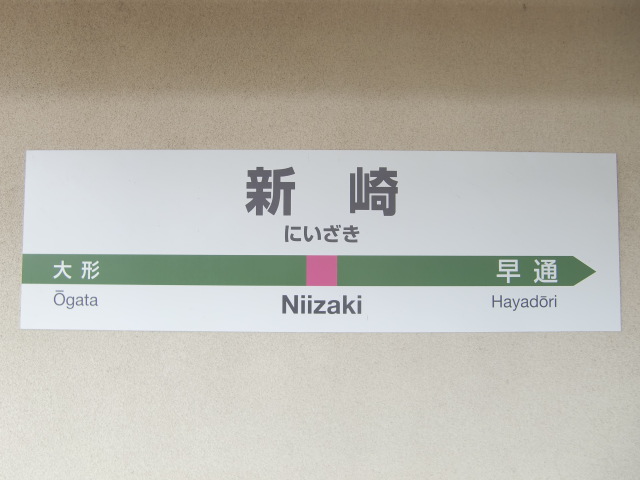 新 崎
にいざき
大 形 早 通
Ōgata Niizaki Hayadōri